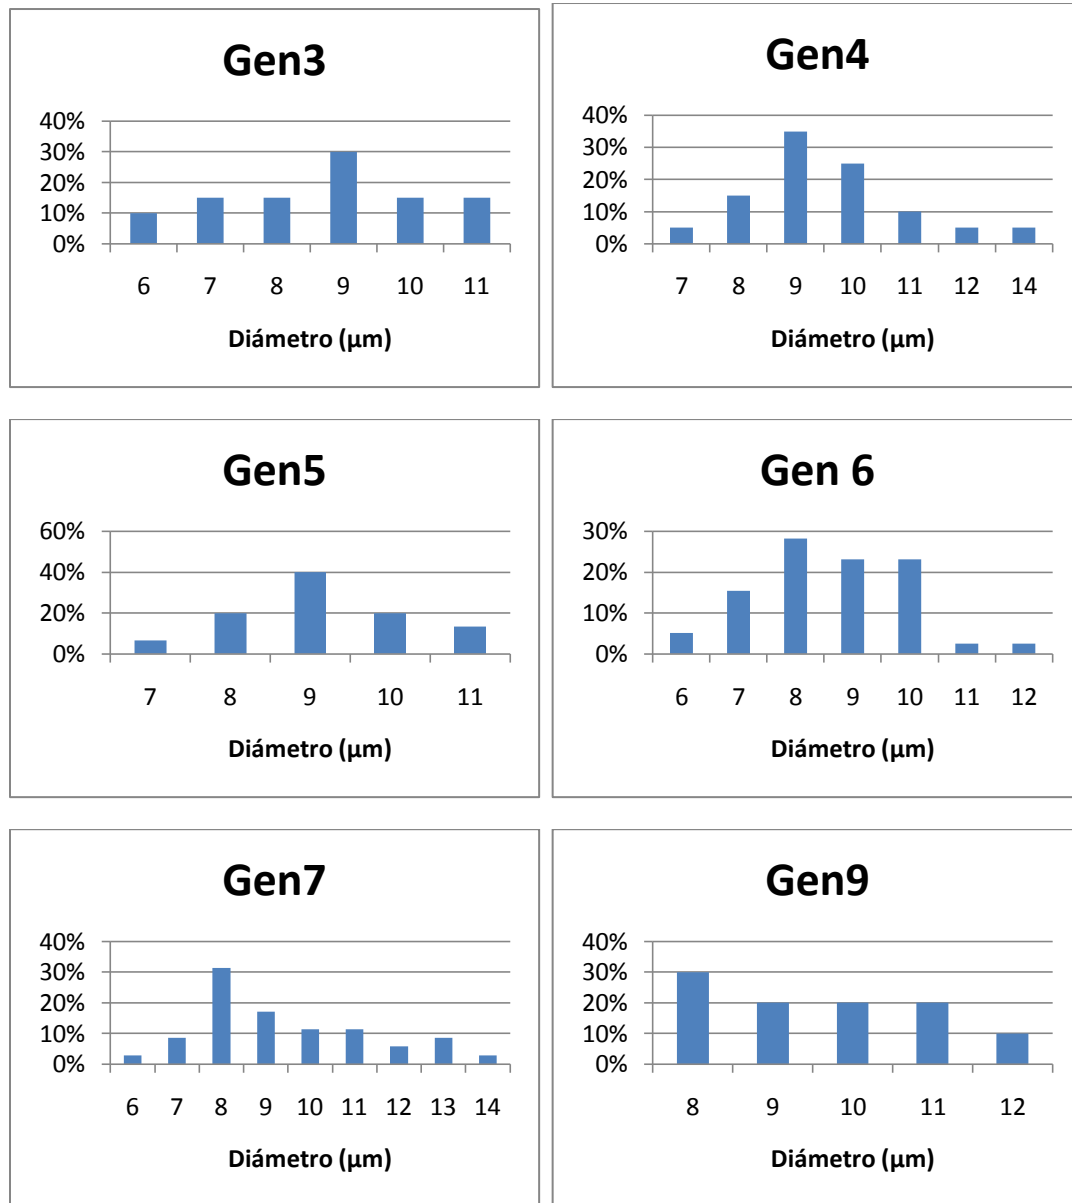 Gen3
40%
30%
20%
10%
0%
6 7 8 9 10 11
Diámetro (µm)
Gen4
40%
30%
20%
10%
0%
7 8 9 10 11 12 14
Diámetro (µm)
Gen5
60%
40%
20%
0%
7 8 9 10 11
Diámetro (µm)
Gen 6
30%
20%
10%
0%
6 7 8 9 10 11 12
Diámetro (µm)
Gen7
40%
30%
20%
10%
0%
6 7 8 9 10 11 12 13 14
Diámetro (µm)
Gen9
40%
30%
20%
10%
0%
8 9 10 11 12
Diámetro (µm)